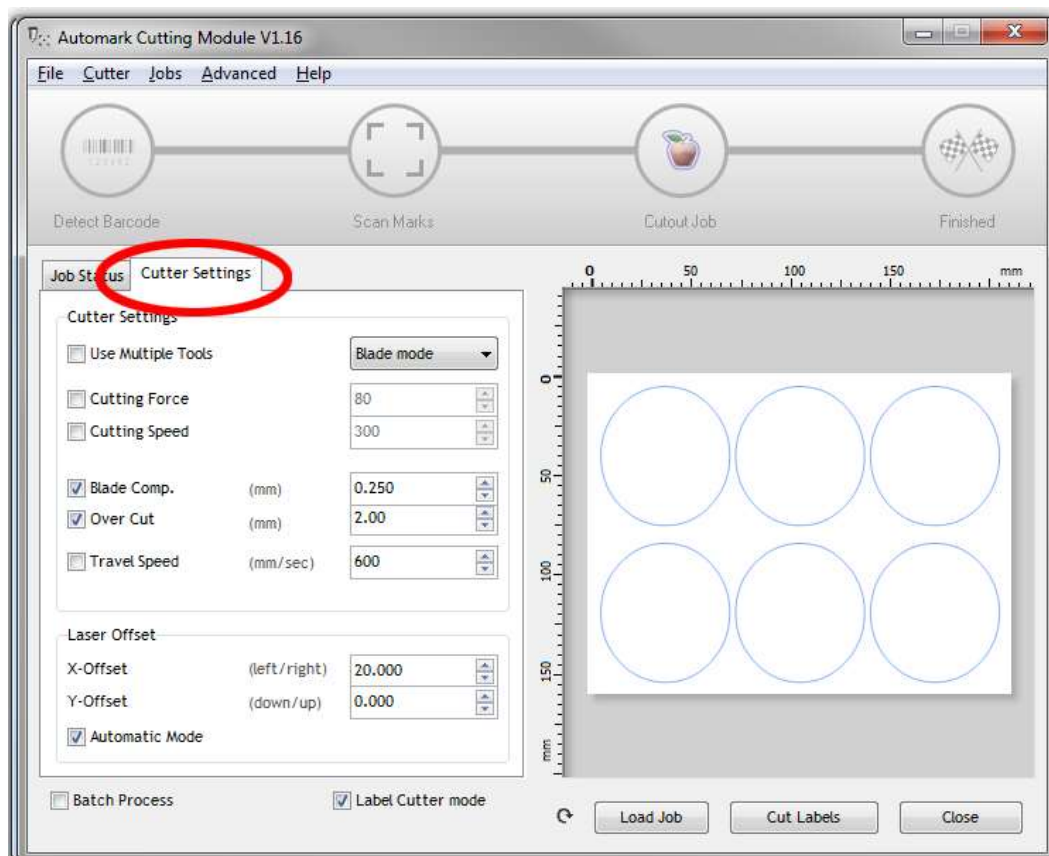 Automark Cutting Module V1.16
File Cutter Jobs Advanced Help
Detect Barcode Scan Marks Cutout Job Finished
Job Status Cutter Settings
Cutter Settings
Use Multiple Tools Blade mode
Cutting Force 80
Cutting Speed 300
Blade Comp. (mm) 0.250
Over Cut (mm) 2.00
Travel Speed (mm/sec) 600
Laser Offset
X-Offset (left/right) 20.000
Y-Offset (down/up) 0.000
Automatic Mode
Batch Process Label Cutter mode
0 50 100 150 mm
0
50
100
150
mm
Load Job Cut Labels Close